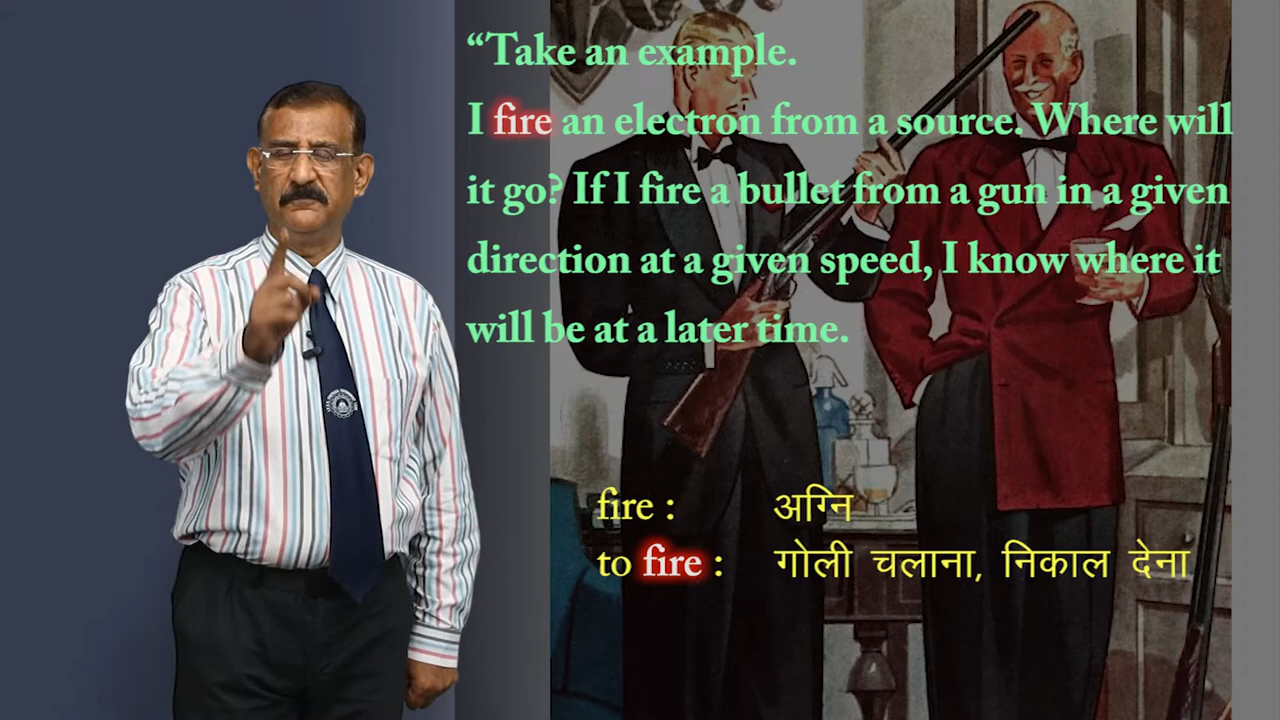 “Take an example.
I fire an electron from a source. Where will
it go? If I fire a bullet from a gun in a given
direction at a given speed, I know where it
will be at a later time.
fire : अग्नि
to fire : गोली चलाना, निकाल देना